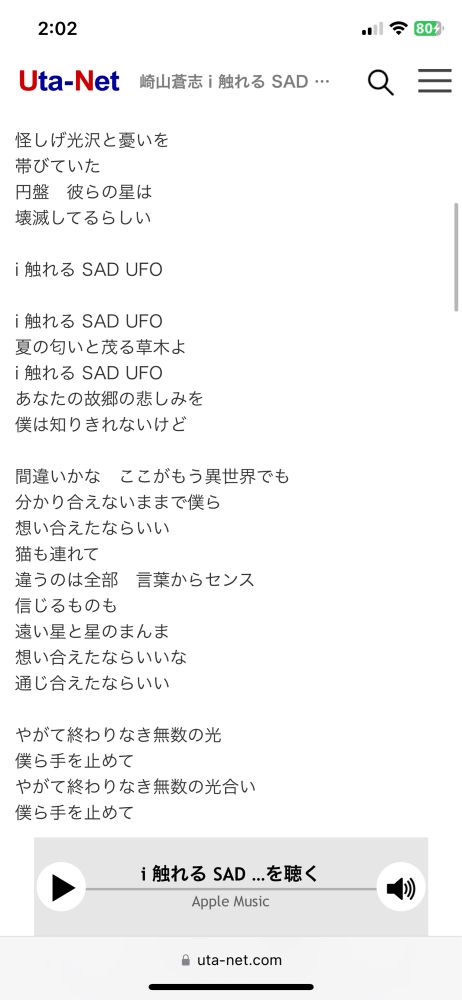 2:02
80
Uta-Net 崎山蒼志 i 触れる SAD …
怪しげ光沢と憂いを
帯びていた
円盤　彼らの星は
壊滅してるらしい
i 触れる SAD UFO
i 触れる SAD UFO
夏の匂いと茂る草木よ
i 触れる SAD UFO
あなたの故郷の悲しみを
僕は知りきれないけど
間違いかな　ここがもう異世界でも
分かり合えないままで僕ら
想い合えたならいい
猫も連れて
違うのは全部　言葉からセンス
信じるものも
遠い星と星のまんま
想い合えたならいいな
通じ合えたならいい
やがて終わりなき無数の光
僕ら手を止めて
やがて終わりなき無数の光合い
僕ら手を止めて
i 触れる SAD ...を聴く
Apple Music
uta-net.com